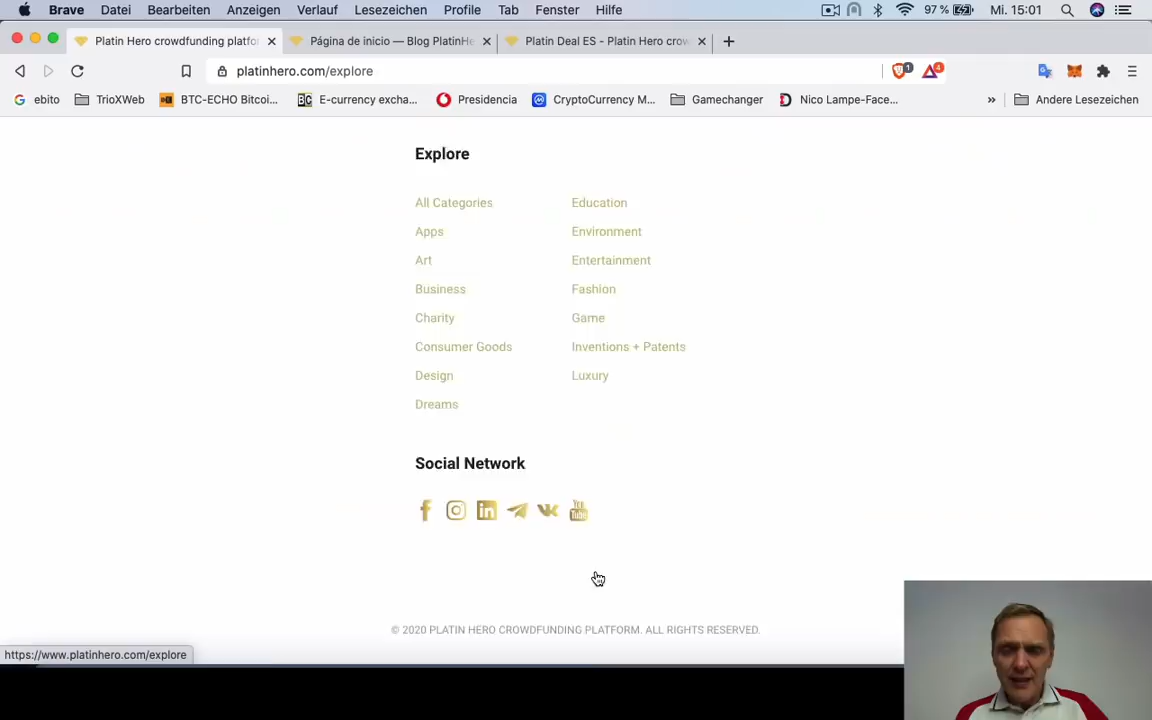 Brave Datei Bearbeiten Anzeigen Verlauf Lesezeichen Profile Tab Fenster Hilfe 97 % Mi. 15:01
Platin Hero crowdfunding platfo Página de inicio — Blog PlatinHe Platin Deal ES - Platin Hero crow
platinhero.com/explore 1 4
ebito TrioXWeb BTC-ECHO Bitcoi... E-currency excha... Presidencia CryptoCurrency M... Gamechanger Nico Lampe-Face... » Andere Lesezeichen
Explore
All Categories Education
Apps Environment
Art Entertainment
Business Fashion
Charity Game
Consumer Goods Inventions + Patents
Design Luxury
Dreams
Social Network
© 2020 PLATIN HERO CROWDFUNDING PLATFORM. ALL RIGHTS RESERVED.
https://www.platinhero.com/explore